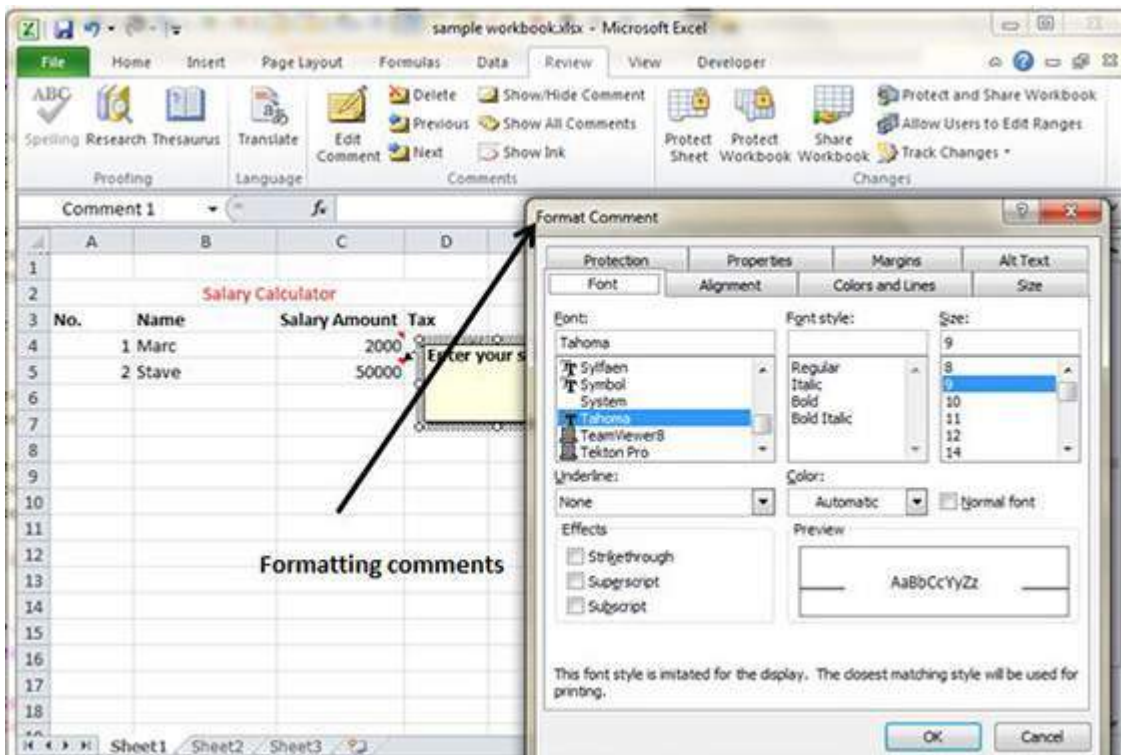 sample workbook.xlsx - Microsoft Excel
File Home Insert Page Layout Formulas Data Review View Developer
ABC
Spelling Research Thesaurus
Proofing
Translate
Language
Edit Comment
Delete
Previous
Next
Show/Hide Comment
Show All Comments
Show Ink
Comments
Protect Sheet
Protect Workbook
Share Workbook
Protect and Share Workbook
Allow Users to Edit Ranges
Track Changes
Changes
Comment 1 fx
A B C D
1
2 Salary Calculator
3 No. Name Salary Amount Tax
4 1 Marc 2000
5 2 Stave 50000
6
7
8
9
10
11
12
13
14
15
16
17
18
Enter your s
Formatting comments
Sheet1 Sheet2 Sheet3
Format Comment
Protection Properties Margins Alt Text
Font Alignment Colors and Lines Size
Font: Font style: Size:
Tahoma 9
Sylfaen Regular 8
Symbol Italic 9
System Bold 10
Tahoma Bold Italic 11
TeamViewer8 12
Tekton Pro 14
Underline: Color:
None Automatic Normal font
Effects Preview
Strikethrough
Superscript AaBbCcYyZz
Subscript
This font style is imitated for the display. The closest matching style will be used for
printing.
OK Cancel